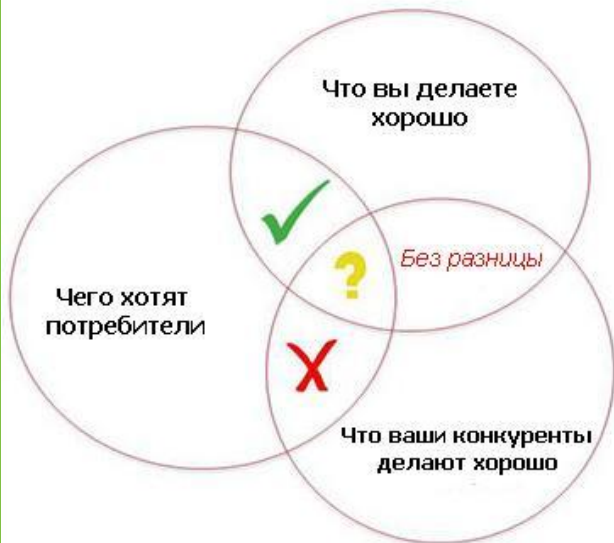 Что вы делаете
хорошо
Без разницы
?
Чего хотят
потребители
Что ваши конкуренты
делают хорошо